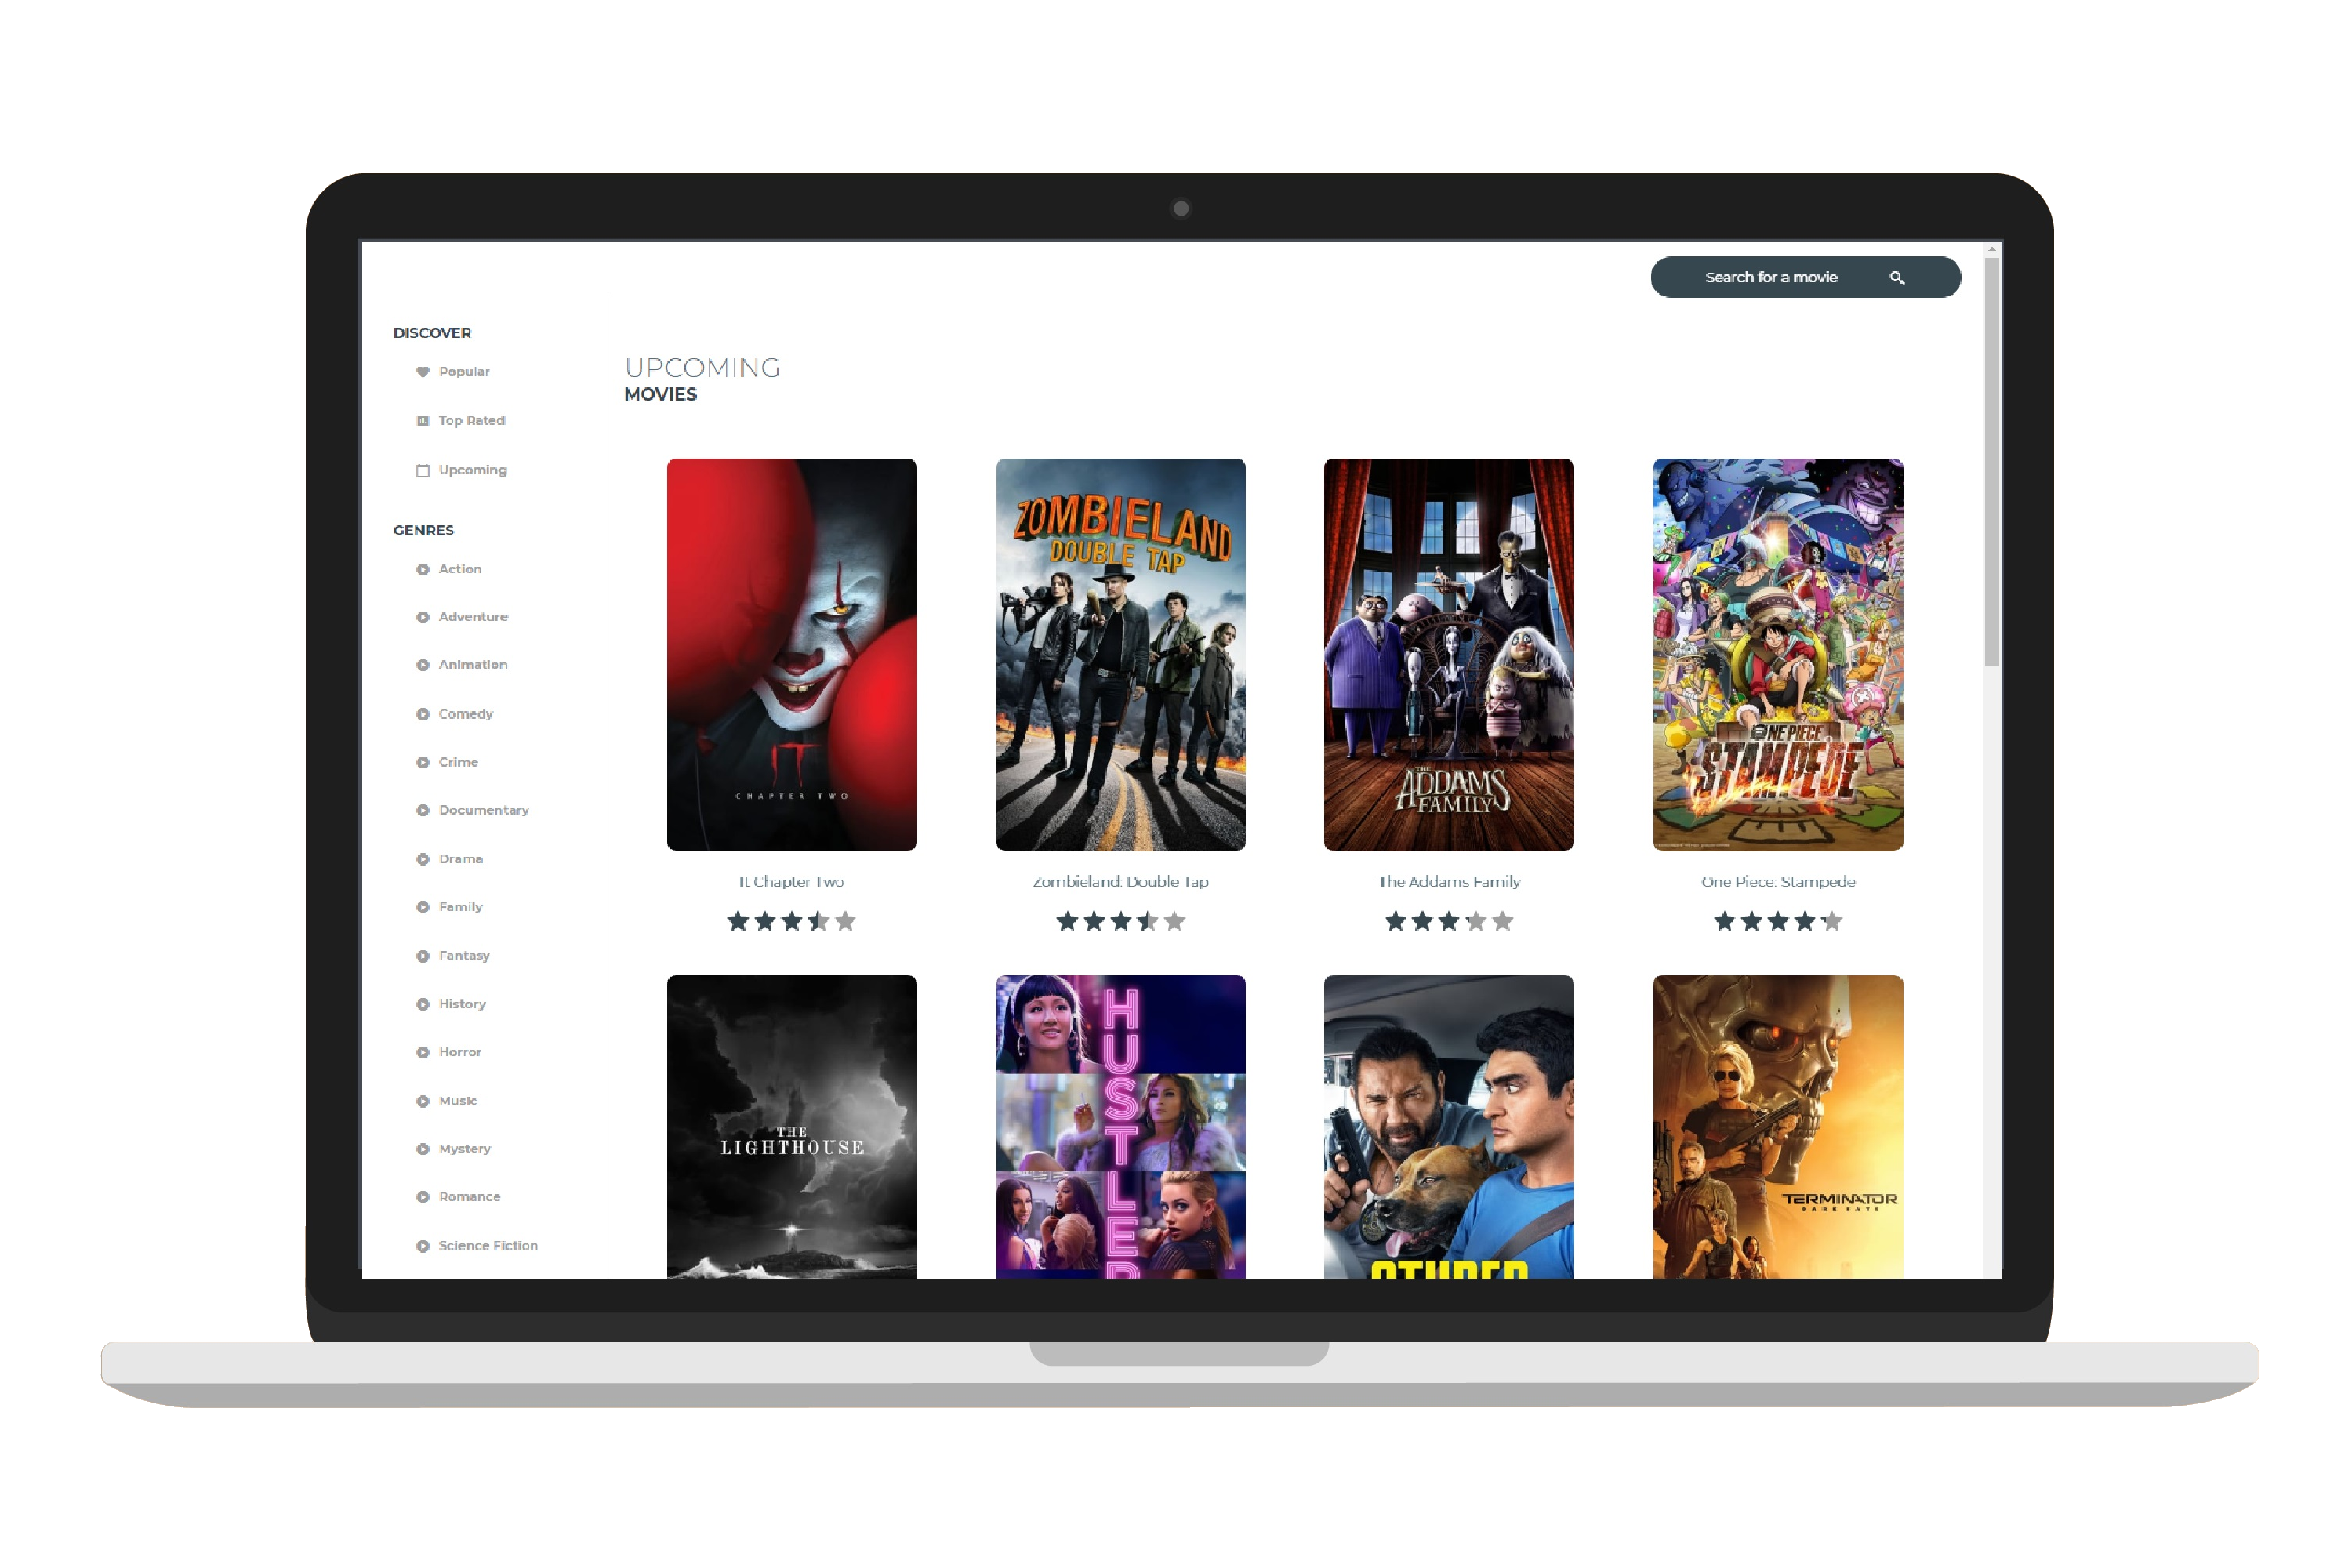 Search for a movie
DISCOVER
Popular
Top Rated
Upcoming
GENRES
Action
Adventure
Animation
Comedy
Crime
Documentary
Drama
Family
Fantasy
History
Horror
Music
Mystery
Romance
Science Fiction
UPCOMING
MOVIES
IT
CHAPTER TWO
ZOMBIELAND
DOUBLE TAP
THE
ADDAMS
FAMILY
ONE PIECE
STAMPEDE
It Chapter Two
Zombieland: Double Tap
The Addams Family
One Piece: Stampede
THE
LIGHTHOUSE
HUSTLER
STUBER
TERMINATOR
DARK FATE